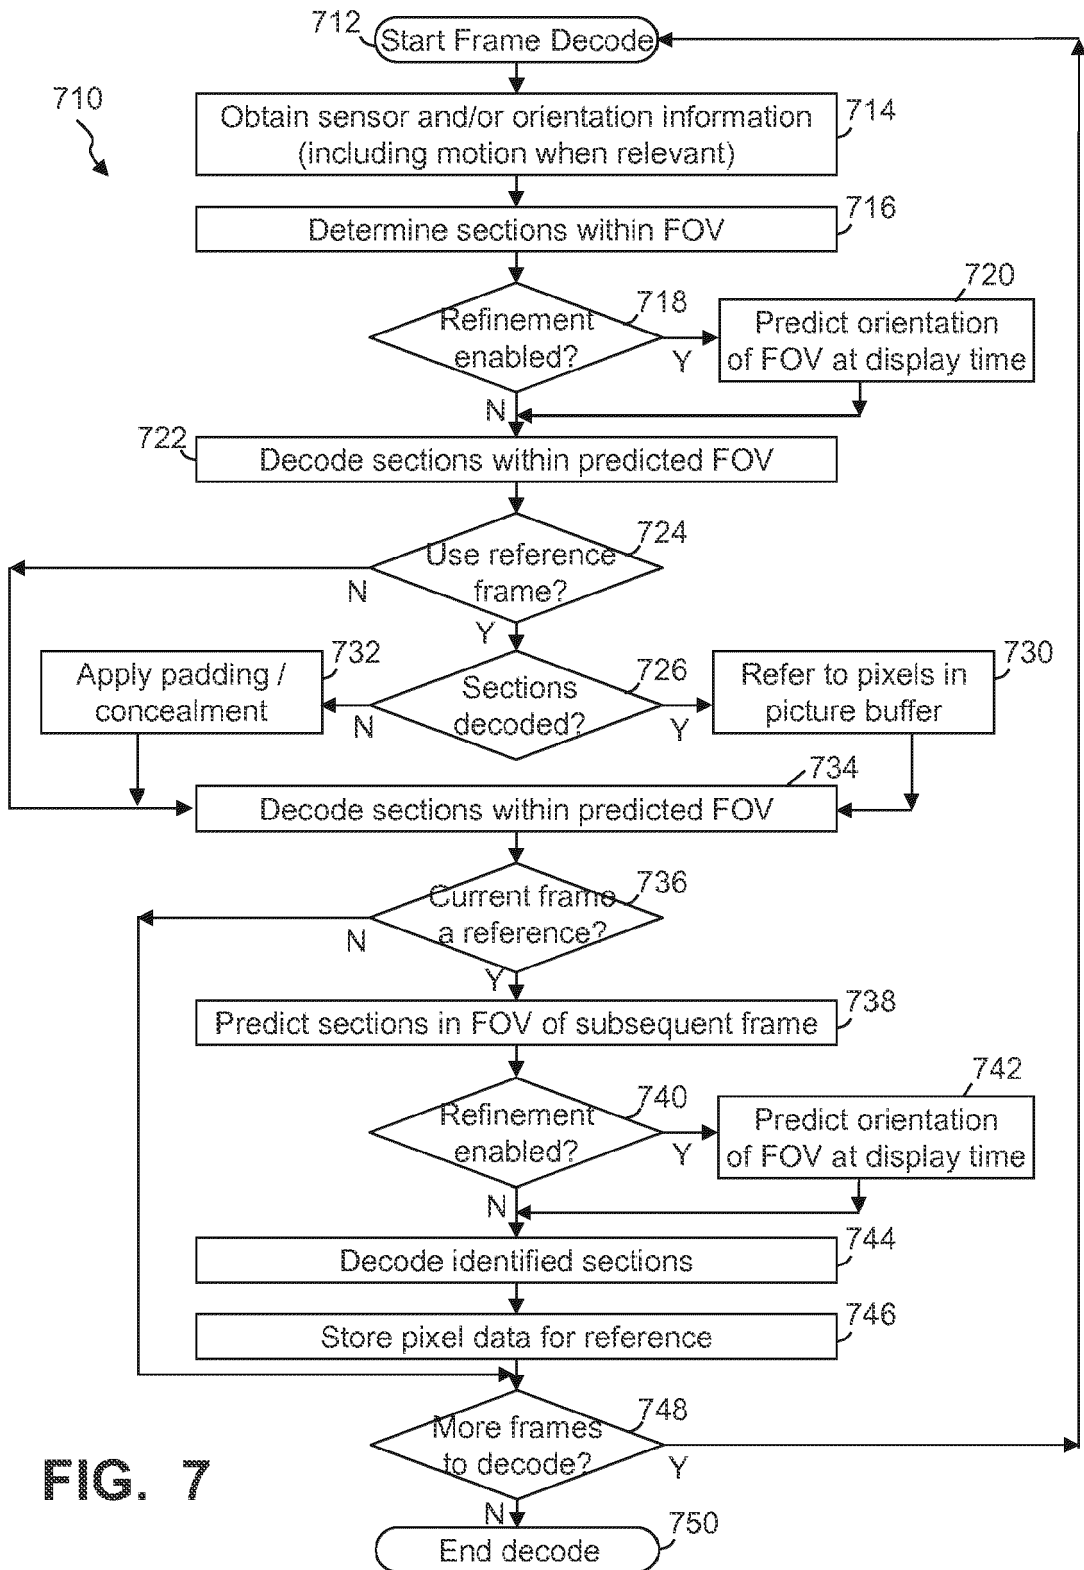 712
Start Frame Decode
710
Obtain sensor and/or orientation information
(including motion when relevant)
714
Determine sections within FOV
716
Refinement
enabled?
718
Y
N
720
Predict orientation
of FOV at display time
722
Decode sections within predicted FOV
Use reference
frame?
724
N
Y
Apply padding /
concealment
732
Sections
decoded?
726
N
Y
Refer to pixels in
picture buffer
730
734
Decode sections within predicted FOV
Current frame
a reference?
736
N
Y
Predict sections in FOV of subsequent frame
738
Refinement
enabled?
740
Y
N
742
Predict orientation
of FOV at display time
Decode identified sections
744
Store pixel data for reference
746
More frames
to decode?
748
Y
N
FIG. 7
End decode
750